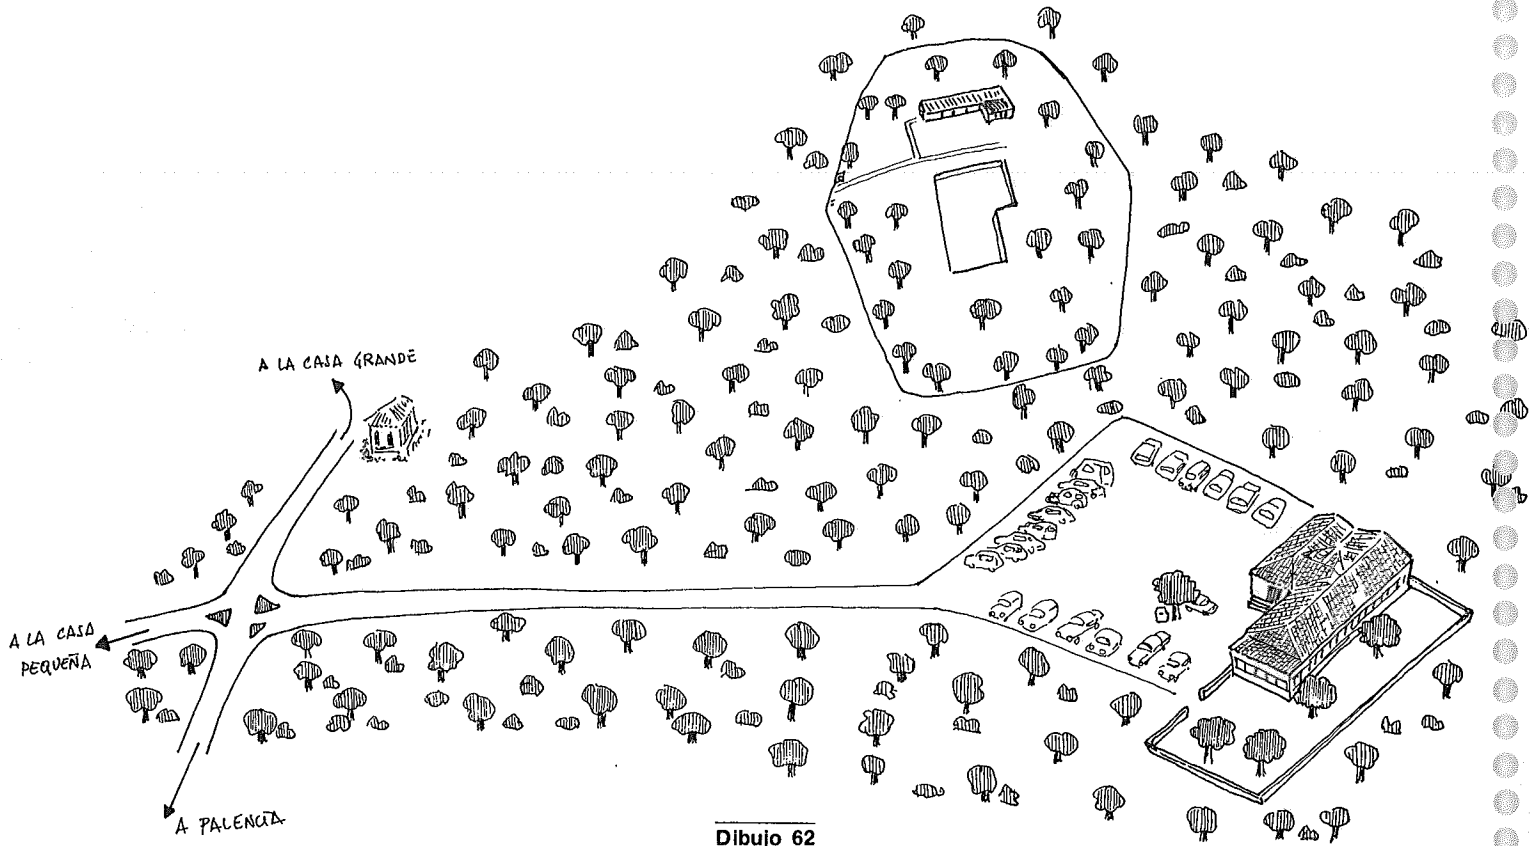 A LA CASA GRANDE
A LA CASA
PEQUEÑA
A PALENCIA
Dibujo 62